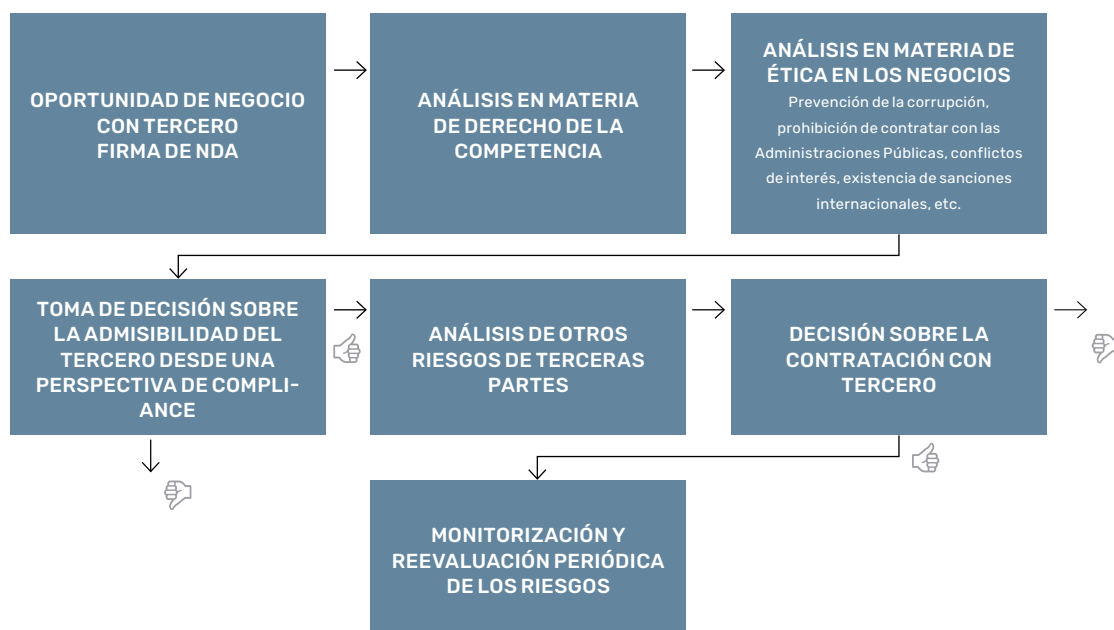 OPORTUNIDAD DE NEGOCIO
CON TERCERO
FIRMA DE NDA
ANÁLISIS EN MATERIA
DE DERECHO DE LA
COMPETENCIA
ANÁLISIS EN MATERIA DE
ÉTICA EN LOS NEGOCIOS
Prevención de la corrupción,
prohibición de contratar con las
Administraciones Públicas, conflictos
de interés, existencia de sanciones
internacionales, etc.
TOMA DE DECISIÓN SOBRE
LA ADMISIBILIDAD DEL
TERCERO DESDE UNA
PERSPECTIVA DE COMPLI-
ANCE
ANÁLISIS DE OTROS
RIESGOS DE TERCERAS
PARTES
DECISIÓN SOBRE LA
CONTRATACIÓN CON
TERCERO
MONITORIZACIÓN Y
REEVALUACIÓN PERIÓDICA
DE LOS RIESGOS